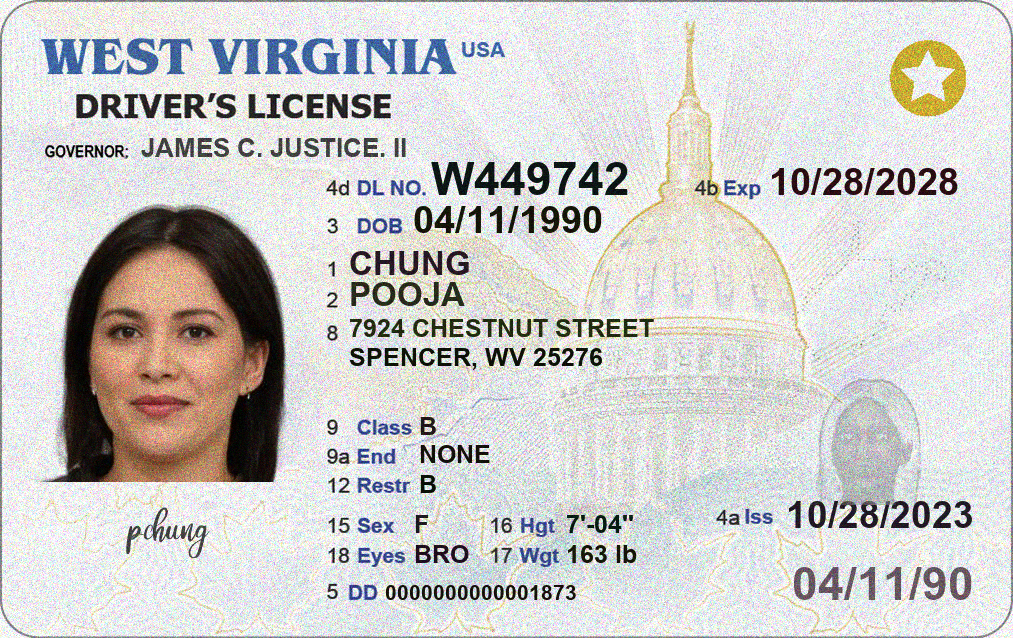 WEST VIRGINIA USA
DRIVER'S LICENSE
GOVERNOR: JAMES C. JUSTICE. II
4d DL NO. W449742 4b Exp 10/28/2028
3 DOB 04/11/1990
1 CHUNG
2 POOJA
8 7924 CHESTNUT STREET
SPENCER, WV 25276
9 Class B
9a End NONE
12 Restr B
15 Sex F 16 Hgt 7'-04" 4a Iss 10/28/2023
18 Eyes BRO 17 Wgt 163 lb
5 DD 0000000000001873
pchung
04/11/90